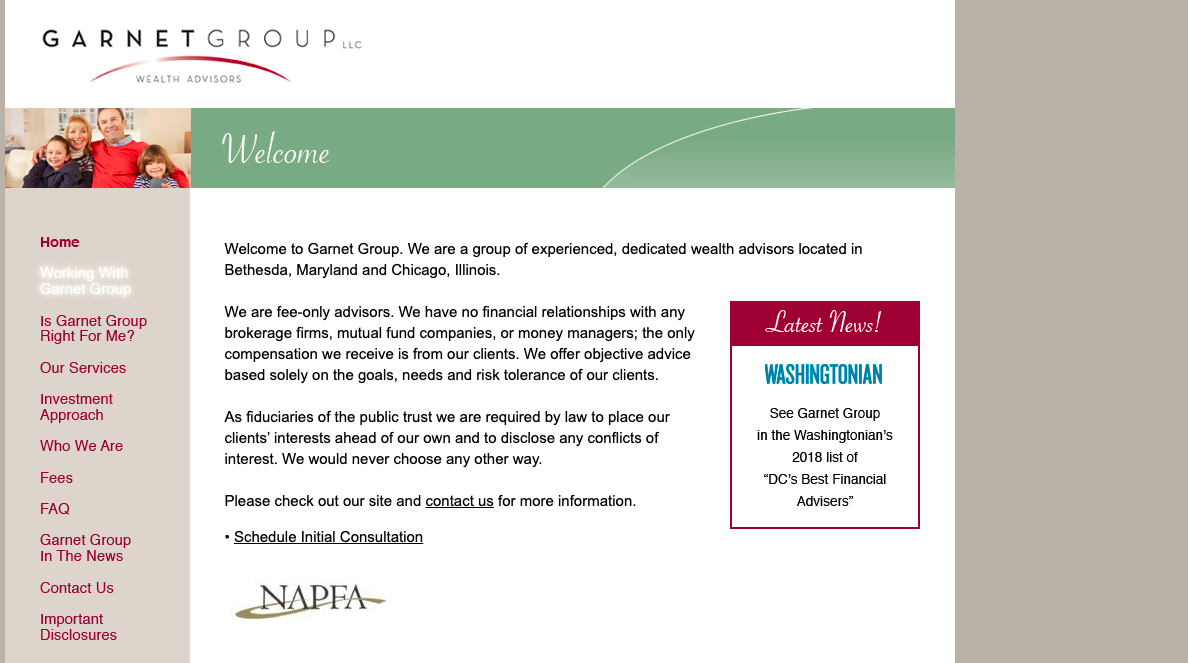 GARNETGROUP LLC
WEALTH ADVISORS
Welcome
Home
Working With
Garnet Group
Is Garnet Group
Right For Me?
Our Services
Investment
Approach
Who We Are
Fees
FAQ
Garnet Group
In The News
Contact Us
Important
Disclosures
Welcome to Garnet Group. We are a group of experienced, dedicated wealth advisors located in
Bethesda, Maryland and Chicago, Illinois.
We are fee-only advisors. We have no financial relationships with any
brokerage firms, mutual fund companies, or money managers; the only
compensation we receive is from our clients. We offer objective advice
based solely on the goals, needs and risk tolerance of our clients.
As fiduciaries of the public trust we are required by law to place our
clients’ interests ahead of our own and to disclose any conflicts of
interest. We would never choose any other way.
Please check out our site and contact us for more information.
• Schedule Initial Consultation
NAPFA
Latest News!
WASHINGTONIAN
See Garnet Group
in the Washingtonian’s
2018 list of
“DC’s Best Financial
Advisers”